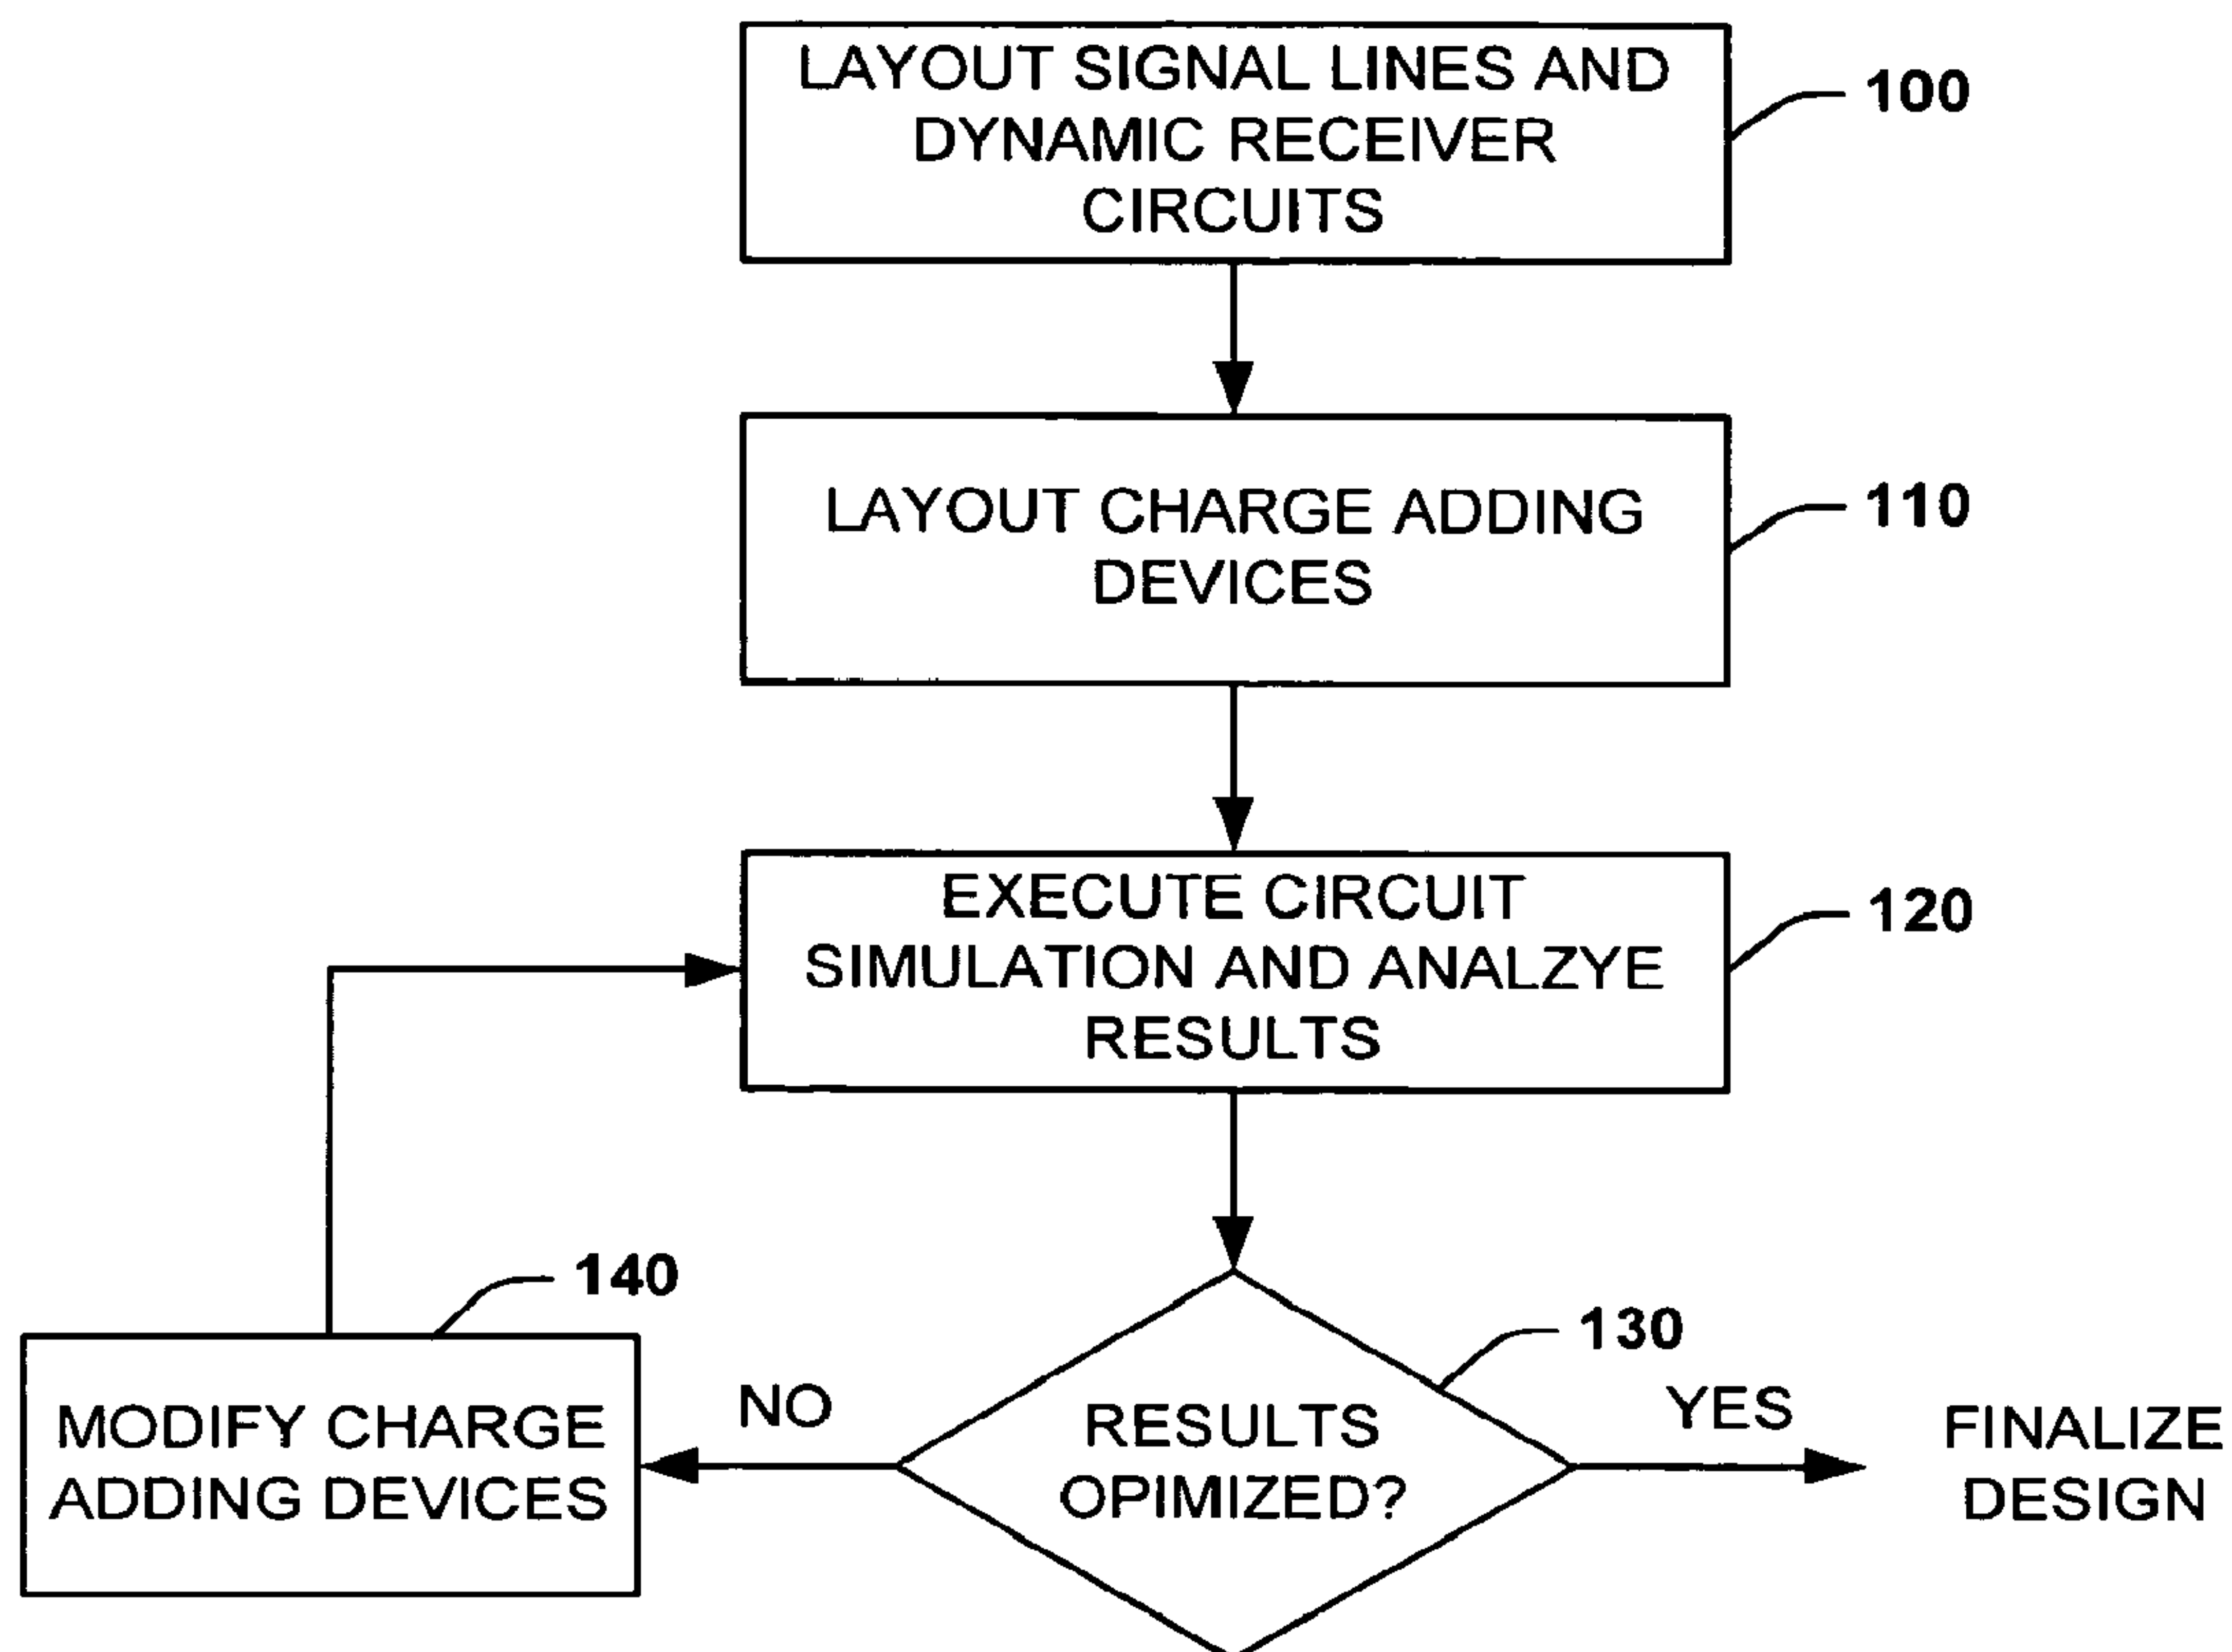 LAYOUT SIGNAL LINES AND
DYNAMIC RECEIVER
CIRCUITS
100
LAYOUT CHARGE ADDING
DEVICES
110
EXECUTE CIRCUIT
SIMULATION AND ANALZYE
RESULTS
120
140
MODIFY CHARGE
ADDING DEVICES
NO
130
RESULTS
OPIMIZED?
YES
FINALIZE
DESIGN